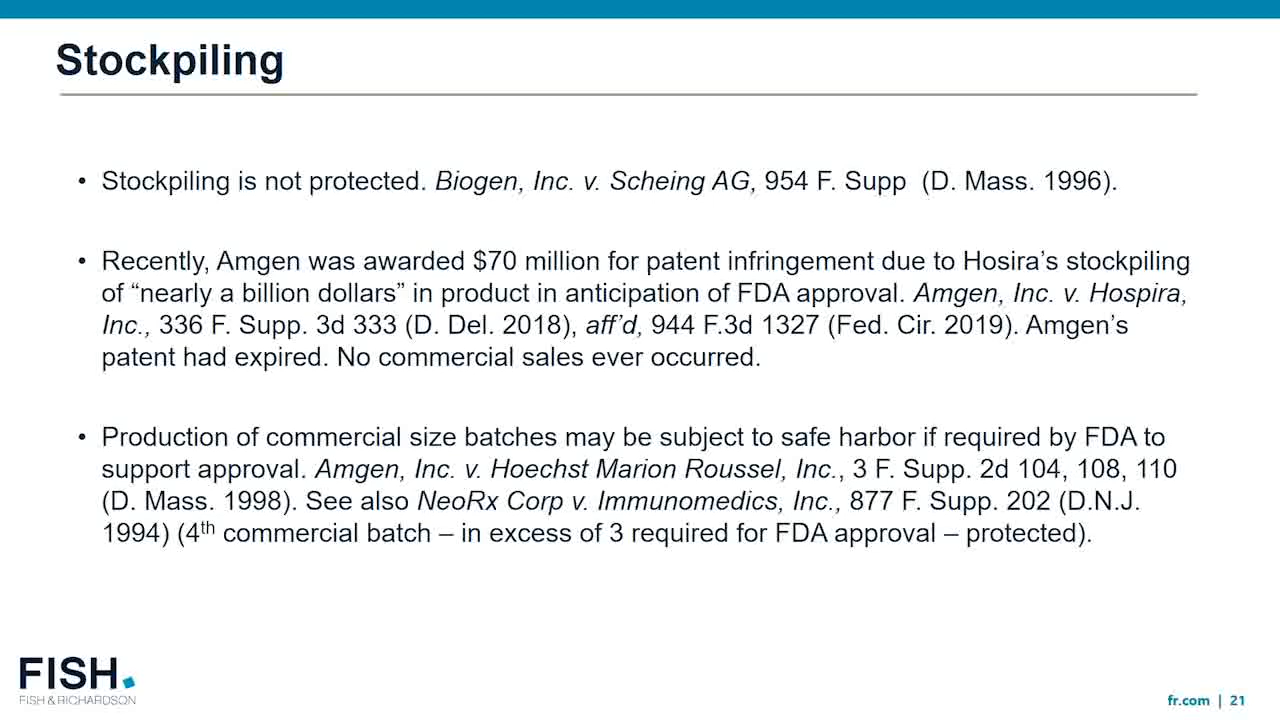 Stockpiling
• Stockpiling is not protected. Biogen, Inc. v. Scheing AG, 954 F. Supp (D. Mass. 1996).
• Recently, Amgen was awarded $70 million for patent infringement due to Hosira’s stockpiling
of “nearly a billion dollars” in product in anticipation of FDA approval. Amgen, Inc. v. Hospira,
Inc., 336 F. Supp. 3d 333 (D. Del. 2018), aff’d, 944 F.3d 1327 (Fed. Cir. 2019). Amgen’s
patent had expired. No commercial sales ever occurred.
• Production of commercial size batches may be subject to safe harbor if required by FDA to
support approval. Amgen, Inc. v. Hoechst Marion Roussel, Inc., 3 F. Supp. 2d 104, 108, 110
(D. Mass. 1998). See also NeoRx Corp v. Immunomedics, Inc., 877 F. Supp. 202 (D.N.J.
1994) (4th commercial batch – in excess of 3 required for FDA approval – protected).
FISH.
FISH & RICHARDSON
fr.com | 21